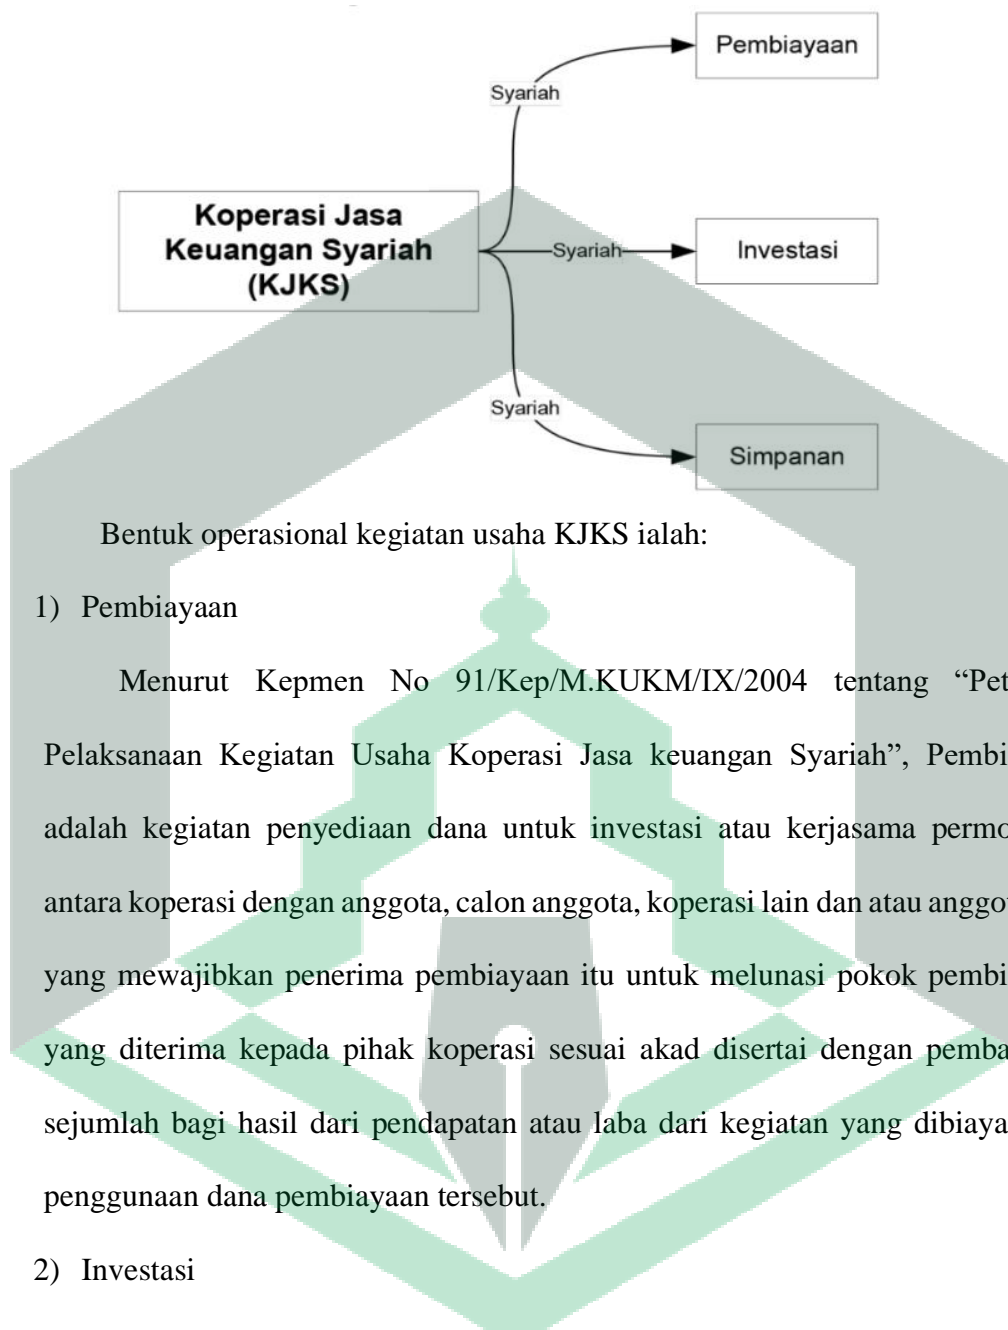 Pembiayaan
Syariah
Koperasi Jasa
Keuangan Syariah
(KJKS)
Syariah
Investasi
Syariah
Simpanan
Bentuk operasional kegiatan usaha KJKS ialah:
1) Pembiayaan
Menurut Kepmen No 91/Kep/M.KUKM/IX/2004 tentang “Pet
Pelaksanaan Kegiatan Usaha Koperasi Jasa keuangan Syariah”, Pembi
adalah kegiatan penyediaan dana untuk investasi atau kerjasama permo
antara koperasi dengan anggota, calon anggota, koperasi lain dan atau anggo
yang mewajibkan penerima pembiayaan itu untuk melunasi pokok pembi
yang diterima kepada pihak koperasi sesuai akad disertai dengan pemba
sejumlah bagi hasil dari pendapatan atau laba dari kegiatan yang dibiaya
penggunaan dana pembiayaan tersebut.
2) Investasi